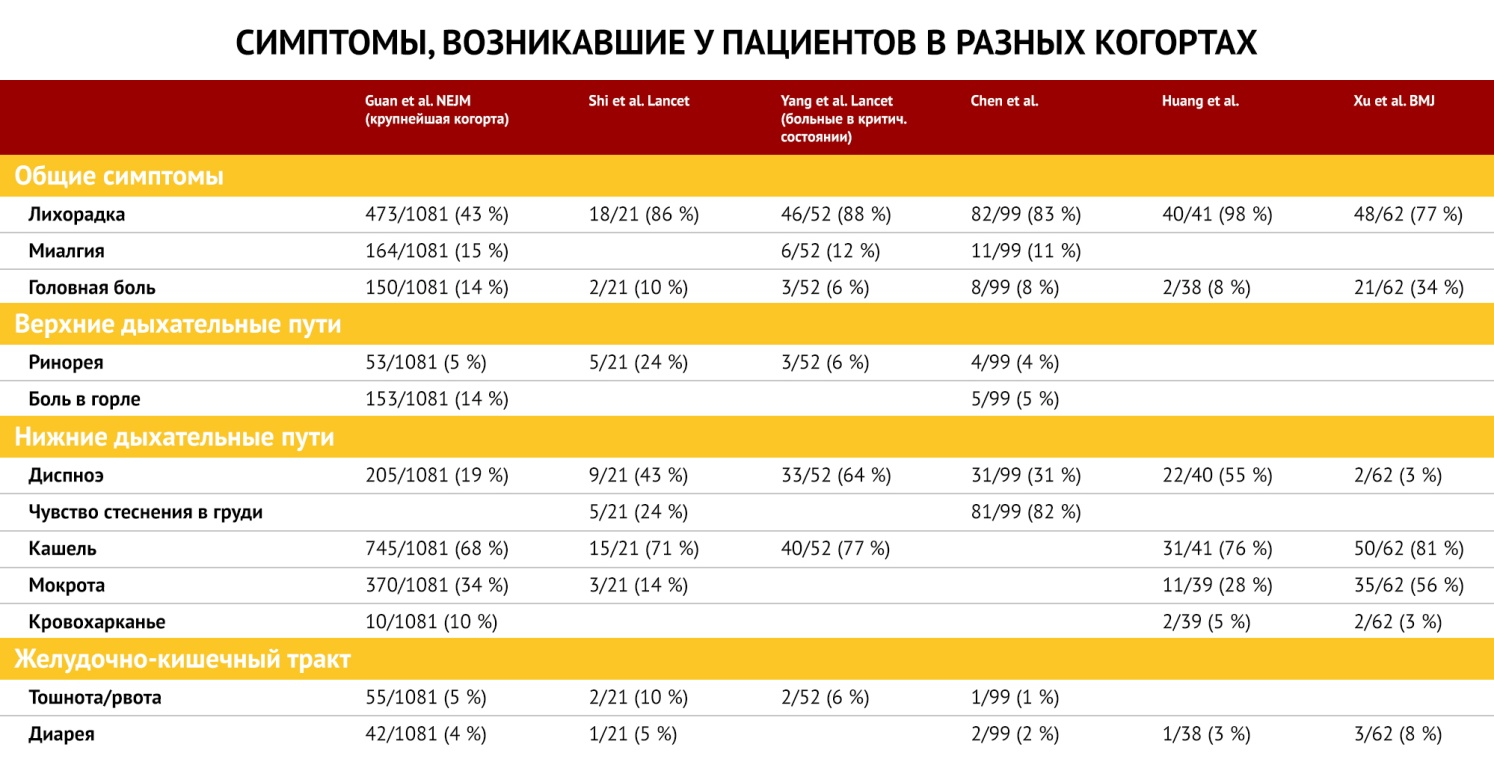 СИМПТОМЫ, ВОЗНИКАВШИЕ У ПАЦИЕНТОВ В РАЗНЫХ КОГОРТАХ
Guan et al. NEJM (крупнейшая когорта) Shi et al. Lancet Yang et al. Lancet (больные в критич. состоянии) Chen et al. Huang et al. Xu et al. BMJ
Общие симптомы
Лихорадка 473/1081 (43 %) 18/21 (86 %) 46/52 (88 %) 82/99 (83 %) 40/41 (98 %) 48/62 (77 %)
Миалгия 164/1081 (15 %) 6/52 (12 %) 11/99 (11 %)
Головная боль 150/1081 (14 %) 2/21 (10 %) 3/52 (6 %) 8/99 (8 %) 2/38 (8 %) 21/62 (34 %)
Верхние дыхательные пути
Ринорея 53/1081 (5 %) 5/21 (24 %) 3/52 (6 %) 4/99 (4 %)
Боль в горле 153/1081 (14 %) 5/99 (5 %)
Нижние дыхательные пути
Диспноэ 205/1081 (19 %) 9/21 (43 %) 33/52 (64 %) 31/99 (31 %) 22/40 (55 %) 2/62 (3 %)
Чувство стеснения в груди 5/21 (24 %) 81/99 (82 %)
Кашель 745/1081 (68 %) 15/21 (71 %) 40/52 (77 %) 31/41 (76 %) 50/62 (81 %)
Мокрота 370/1081 (34 %) 3/21 (14 %) 11/39 (28 %) 35/62 (56 %)
Кровохарканье 10/1081 (10 %) 2/39 (5 %) 2/62 (3 %)
Желудочно-кишечный тракт
Тошнота/рвота 55/1081 (5 %) 2/21 (10 %) 2/52 (6 %) 1/99 (1 %)
Диарея 42/1081 (4 %) 1/21 (5 %) 2/99 (2 %) 1/38 (3 %) 3/62 (8 %)